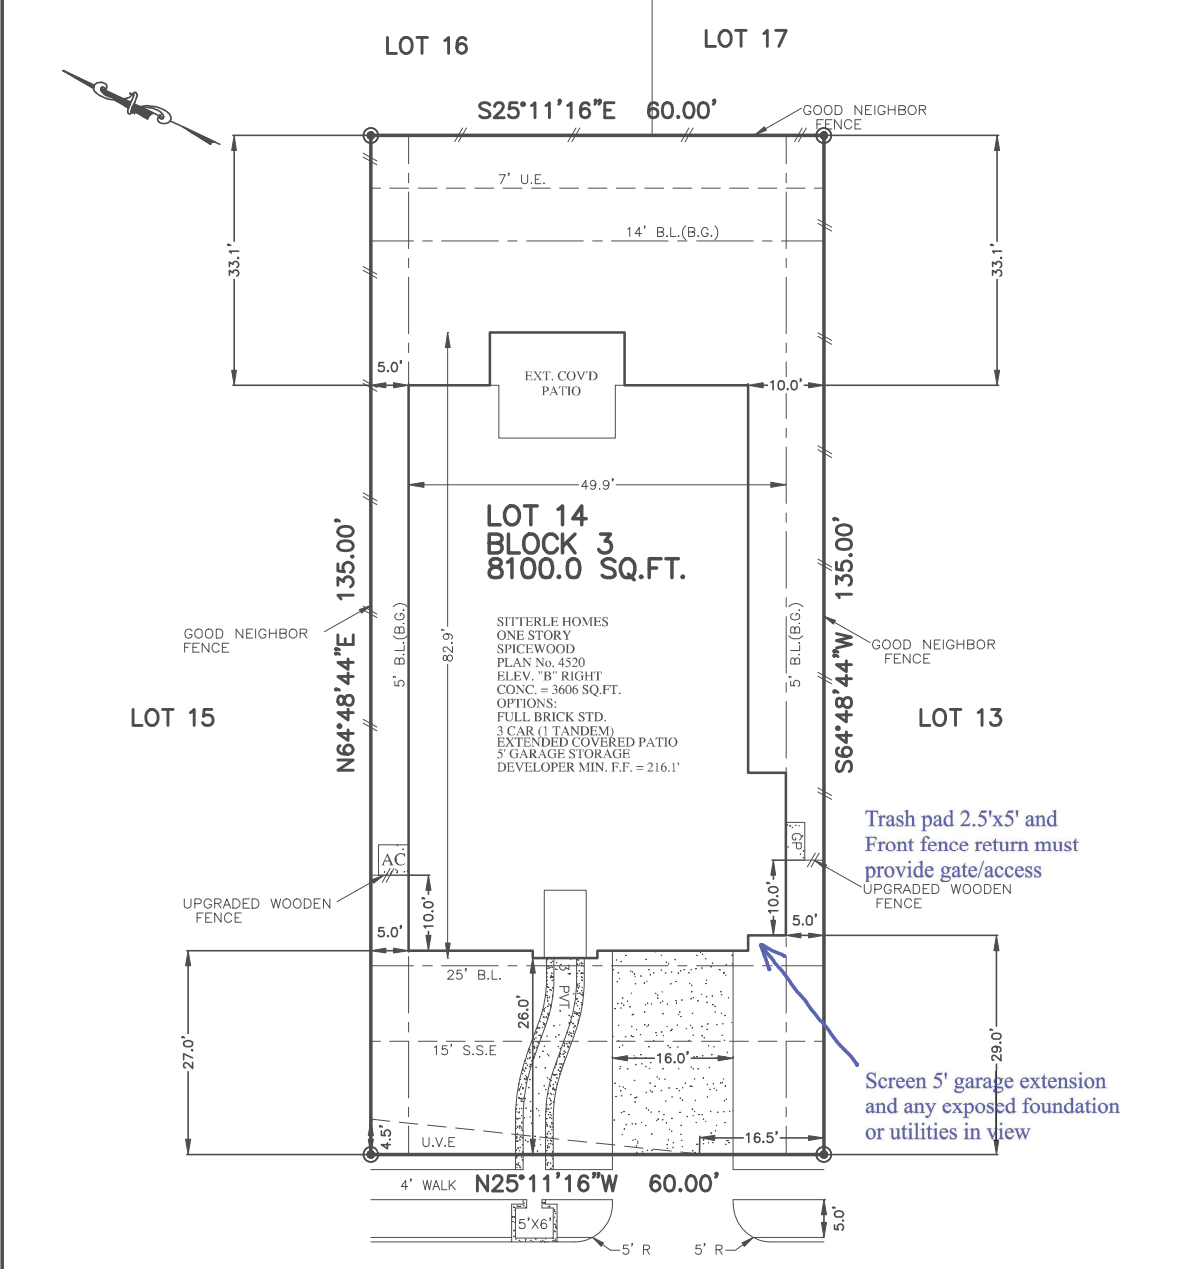 LOT 16
LOT 17
S25°11'16"E 60.00'
GOOD NEIGHBOR
FENCE
7' U.E.
14' B.L.(B.G.)
33.1'
33.1'
5.0'
EXT. COV'D
PATIO
10.0'
49.9'
LOT 14
BLOCK 3
8100.0 SQ.FT.
N64°48'44"E 135.00'
S64°48'44"W 135.00'
5' B.L.(B.G.)
5' B.L.(B.G.)
82.9'
GOOD NEIGHBOR
FENCE
GOOD NEIGHBOR
FENCE
SITTERLE HOMES
ONE STORY
SPICEWOOD
PLAN No. 4520
ELEV. "B" RIGHT
CONC. = 3606 SQ.FT.
OPTIONS:
FULL BRICK STD.
3 CAR (1 TANDEM)
EXTENDED COVERED PATIO
5' GARAGE STORAGE
DEVELOPER MIN. F.F. = 216.1'
LOT 15
LOT 13
Trash pad 2.5'x5' and
Front fence return must
provide gate/access
AC
GP
UPGRADED WOODEN
FENCE
UPGRADED WOODEN
FENCE
10.0'
10.0'
5.0'
5.0'
25' B.L.
3' PVT.
26.0'
27.0'
29.0'
15' S.S.E
16.0'
Screen 5' garage extension
and any exposed foundation
or utilities in view
4.5'
U.V.E
16.5'
4' WALK
N25°11'16"W 60.00'
5'X6'
5' R
5' R
5.0'